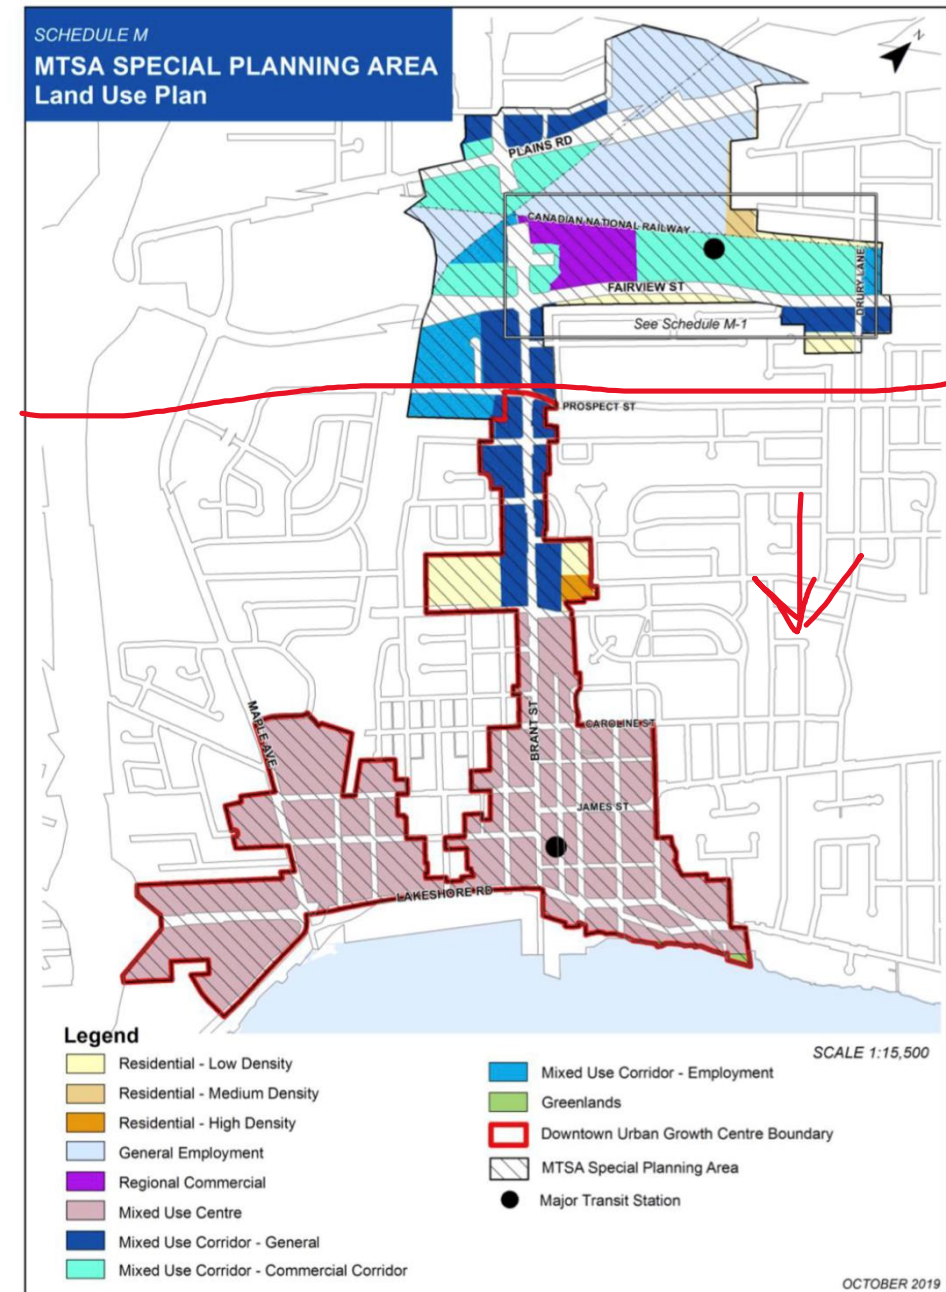 SCHEDULE M
MTSA SPECIAL PLANNING AREA
Land Use Plan
N
PLAINS RD
CANADIAN NATIONAL RAILWAY
FAIRVIEW ST
DRURY LANE
See Schedule M-1
PROSPECT ST
MAPLE AVE
BRANT ST
CAROLINE ST
JAMES ST
LAKESHORE RD
Legend
Residential - Low Density
Residential - Medium Density
Residential - High Density
General Employment
Regional Commercial
Mixed Use Centre
Mixed Use Corridor - General
Mixed Use Corridor - Commercial Corridor
SCALE 1:15,500
Mixed Use Corridor - Employment
Greenlands
Downtown Urban Growth Centre Boundary
MTSA Special Planning Area
Major Transit Station
OCTOBER 2019